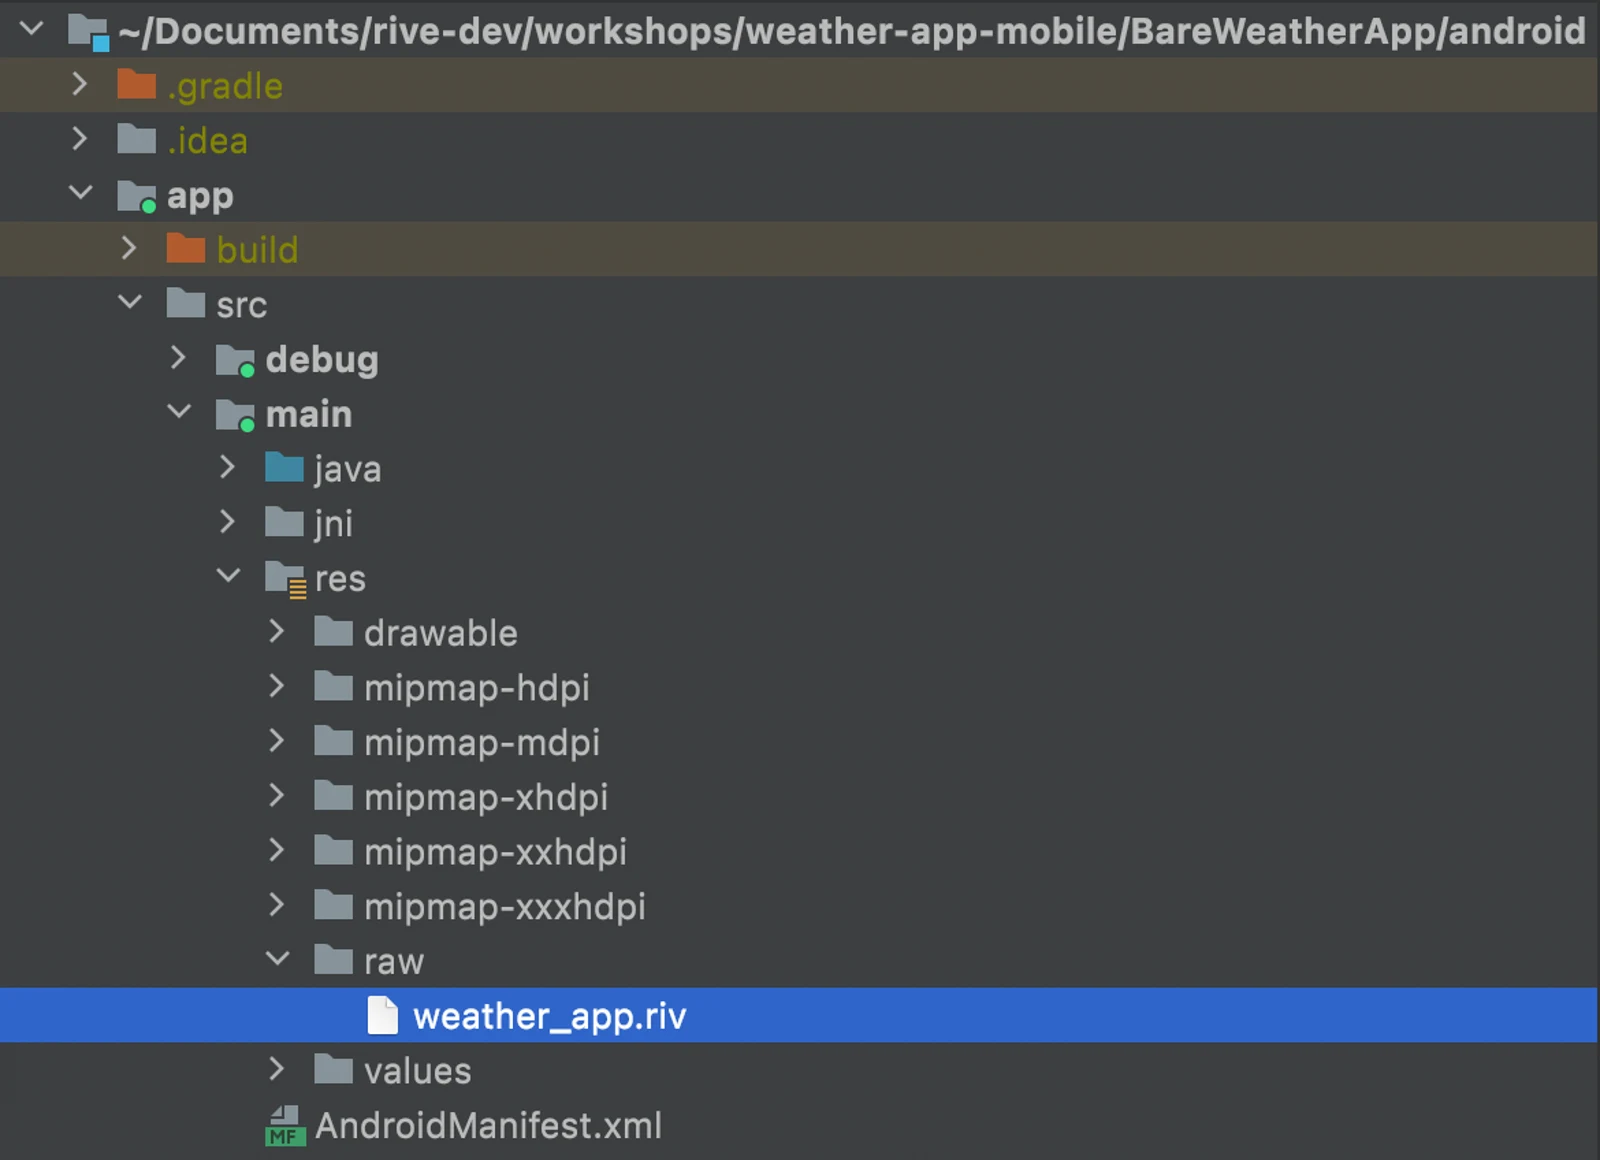 ~/Documents/rive-dev/workshops/weather-app-mobile/BareWeatherApp/android
.gradle
.idea
app
build
src
debug
main
java
jni
res
drawable
mipmap-hdpi
mipmap-mdpi
mipmap-xhdpi
mipmap-xxhdpi
mipmap-xxxhdpi
raw
weather_app.riv
values
MF AndroidManifest.xml